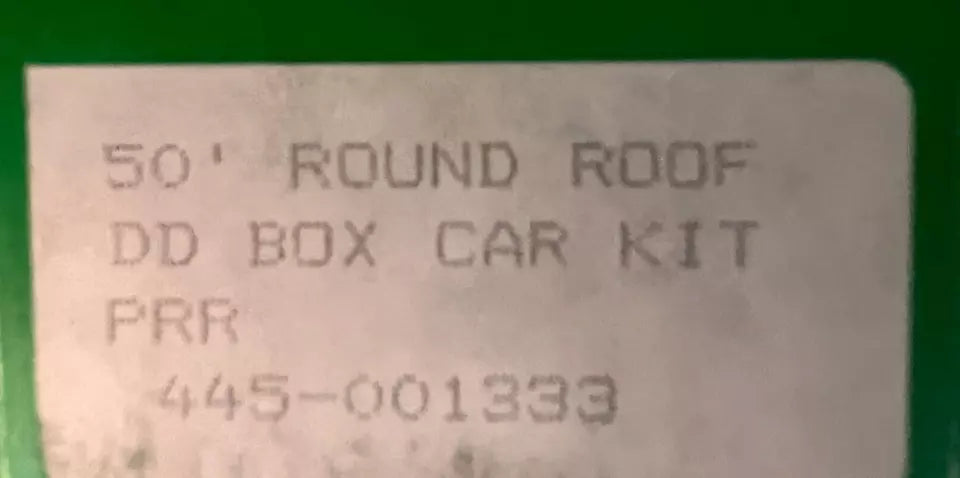 50' ROUND ROOF
DD BOX CAR KIT
PRR
445-001333